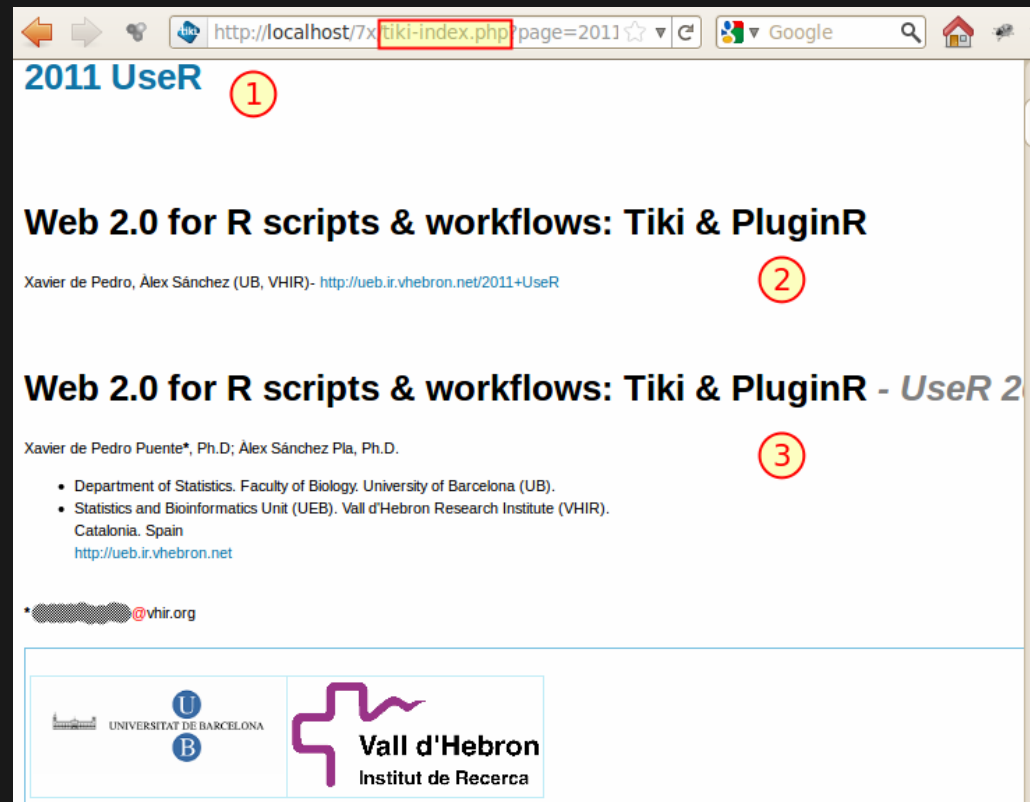 http://localhost/7x/tiki-index.php?page=2011 Google
2011 UseR
1
Web 2.0 for R scripts & workflows: Tiki & PluginR
2
Xavier de Pedro, Àlex Sánchez (UB, VHIR)- http://ueb.ir.vhebron.net/2011+UseR
Web 2.0 for R scripts & workflows: Tiki & PluginR - UseR 2
Xavier de Pedro Puente*, Ph.D; Àlex Sánchez Pla, Ph.D.
3
• Department of Statistics. Faculty of Biology. University of Barcelona (UB).
• Statistics and Bioinformatics Unit (UEB). Vall d'Hebron Research Institute (VHIR).
Catalonia. Spain
http://ueb.ir.vhebron.net
* @vhir.org
U
UNIVERSITAT DE BARCELONA
B
Vall d'Hebron
Institut de Recerca